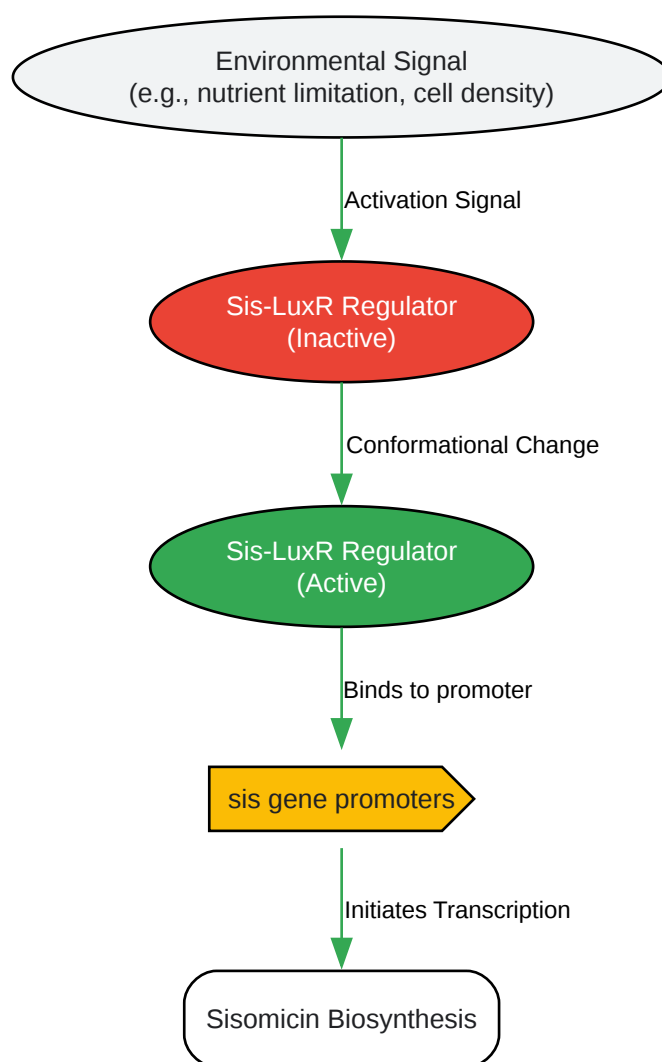 Environmental Signal
(e.g., nutrient limitation, cell density)
Activation Signal
Sis-LuxR Regulator
(Inactive)
Conformational Change
Sis-LuxR Regulator
(Active)
Binds to promoter
sis gene promoters
Initiates Transcription
Sisomicin Biosynthesis